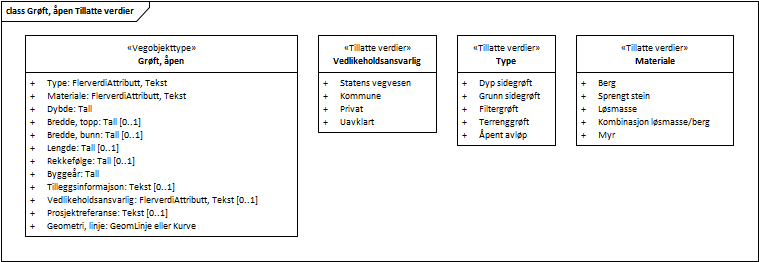 class Grøft, åpen Tillatte verdier
«Vegobjekttype»
Grøft, åpen
+ Type: FlerverdiAttributt, Tekst
+ Materiale: FlerverdiAttributt, Tekst
+ Dybde: Tall
+ Bredde, topp: Tall [0..1]
+ Bredde, bunn: Tall [0..1]
+ Lengde: Tall [0..1]
+ Rekkefølge: Tall [0..1]
+ Byggeår: Tall
+ Tilleggsinformajson: Tekst [0..1]
+ Vedlikeholdsansvarlig: FlerverdiAttributt, Tekst [0..1]
+ Prosjektreferanse: Tekst [0..1]
+ Geometri, linje: GeomLinje eller Kurve
«Tillatte verdier»
Vedlikeholdsansvarlig
+ Statens vegvesen
+ Kommune
+ Privat
+ Uavklart
«Tillatte verdier»
Type
+ Dyp sidegrøft
+ Grunn sidegrøft
+ Filtergrøft
+ Terrenggrøft
+ Åpent avløp
«Tillatte verdier»
Materiale
+ Berg
+ Sprengt stein
+ Løsmasse
+ Kombinasjon løsmasse/berg
+ Myr